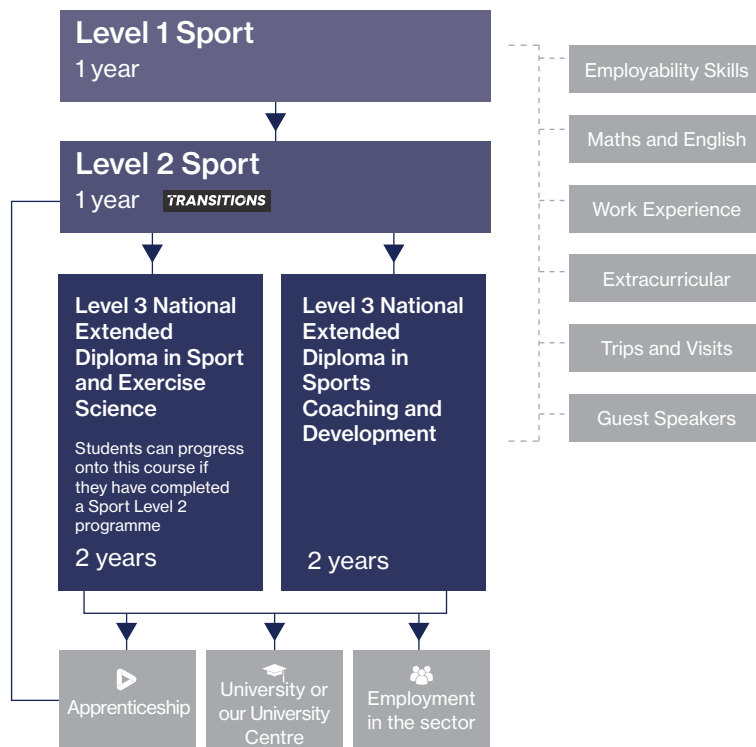 Level 1 Sport
1 year
Level 2 Sport
1 year TRANSITIONS
Level 3 National
Extended
Diploma in Sport
and Exercise
Science
Students can progress
onto this course if
they have completed
a Sport Level 2
programme
2 years
Level 3 National
Extended
Diploma in
Sports
Coaching and
Development
2 years
Apprenticeship
University or
our University
Centre
Employment
in the sector
Employability Skills
Maths and English
Work Experience
Extracurricular
Trips and Visits
Guest Speakers